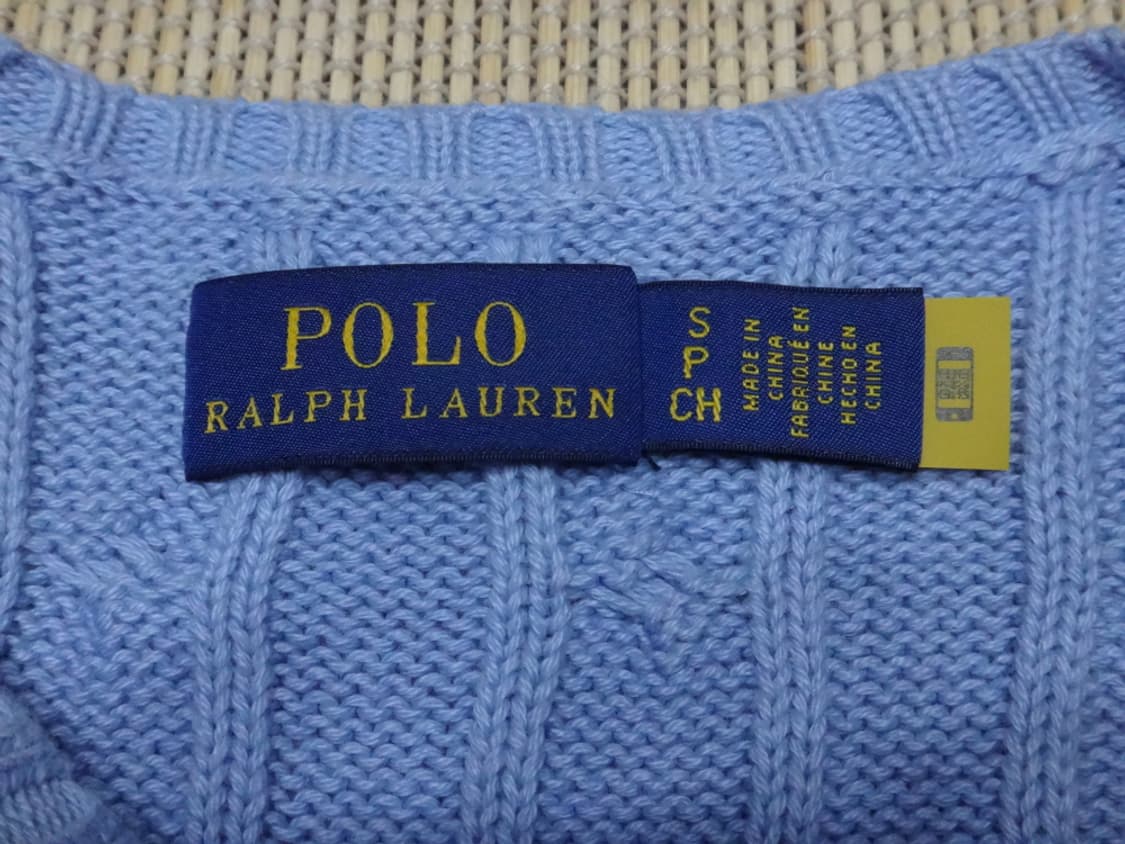 POLO
RALPH LAUREN
S
P
CH
MADE IN
CHINA
FABRIQUÉ EN
CHINE
HECHO EN
CHINA